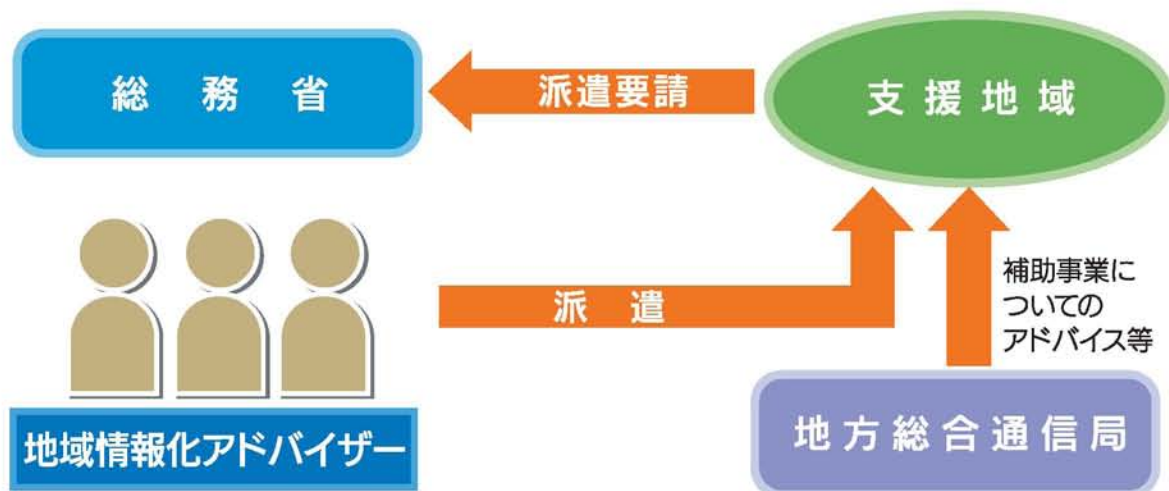 総務省
派遣要請
支援地域
派遣
補助事業に
ついての
アドバイス等
地域情報化アドバイザー
地方総合通信局